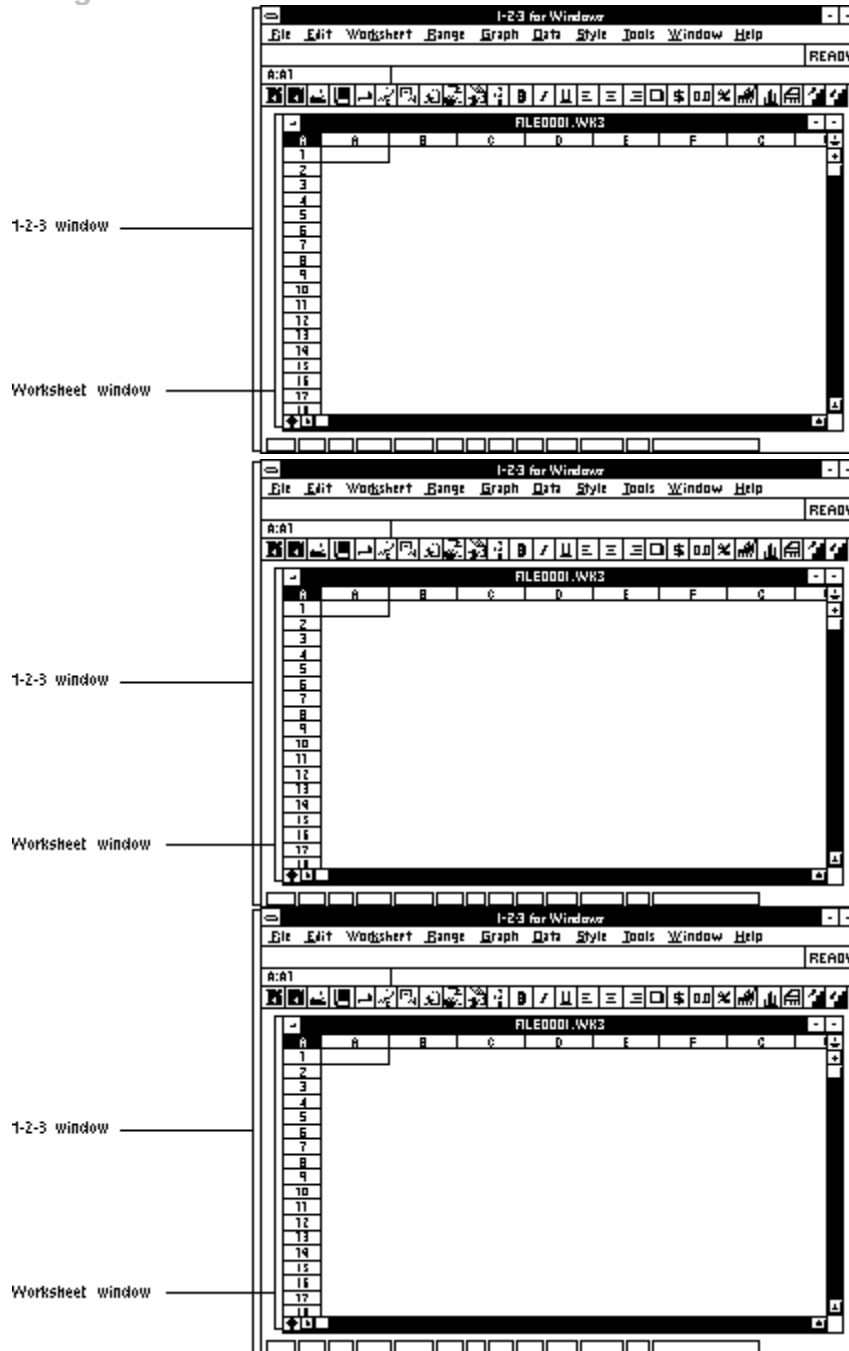 1-2-3 for Windows
File Edit Worksheet Range Graph Data Style Tools Window Help
READY
A:A1
B I U $ 0.0 %
FILE0001.WK3
A A B C D E F G
1
2
3
4
5
1-2-3 window
6
7
8
9
10
11
12
13
14
15
Worksheet window
16
17
18
1-2-3 for Windows
File Edit Worksheet Range Graph Data Style Tools Window Help
READY
A:A1
B I U $ 0.0 %
FILE0001.WK3
A A B C D E F G
1
2
3
4
5
1-2-3 window
6
7
8
9
10
11
12
13
14
15
16
Worksheet window
17
18
1-2-3 for Windows
File Edit Worksheet Range Graph Data Style Tools Window Help
READY
A:A1
B I U $ 0.0 %
FILE0001.WK3
A A B C D E F G
1
2
3
4
5
1-2-3 window
6
7
8
9
10
11
12
13
14
15
16
Worksheet window
17
18